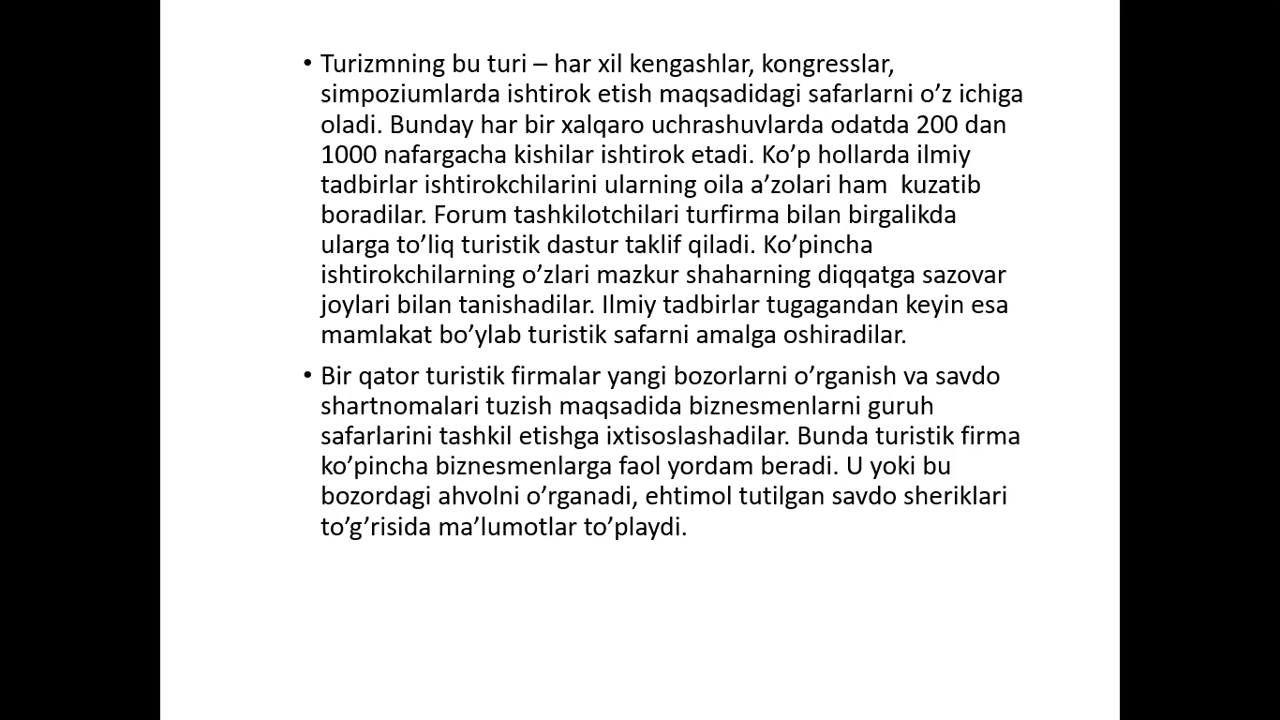 • Turizmning bu turi – har xil kengashlar, kongresslar,
simpoziumlarda ishtirok etish maqsadidagi safarlarni o’z ichiga
oladi. Bunday har bir xalqaro uchrashuvlarda odatda 200 dan
1000 nafargacha kishilar ishtirok etadi. Ko’p hollarda ilmiy
tadbirlar ishtirokchilarini ularning oila a’zolari ham  kuzatib
boradilar. Forum tashkilotchilari turfirma bilan birgalikda
ularga to’liq turistik dastur taklif qiladi. Ko’pincha
ishtirokchilarning o’zlari mazkur shaharning diqqatga sazovar
joylari bilan tanishadilar. Ilmiy tadbirlar tugagandan keyin esa
mamlakat bo’ylab turistik safarni amalga oshiradilar.
• Bir qator turistik firmalar yangi bozorlarni o’rganish va savdo
shartnomalari tuzish maqsadida biznesmenlarni guruh
safarlarini tashkil etishga ixtisoslashadilar. Bunda turistik firma
ko’pincha biznesmenlarga faol yordam beradi. U yoki bu
bozordagi ahvolni o’rganadi, ehtimol tutilgan savdo sheriklari
to’g’risida ma’lumotlar to’playdi.